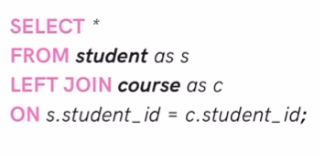 SELECT *
FROM student as s
LEFT JOIN course as c
ON s.student_id = c.student_id;